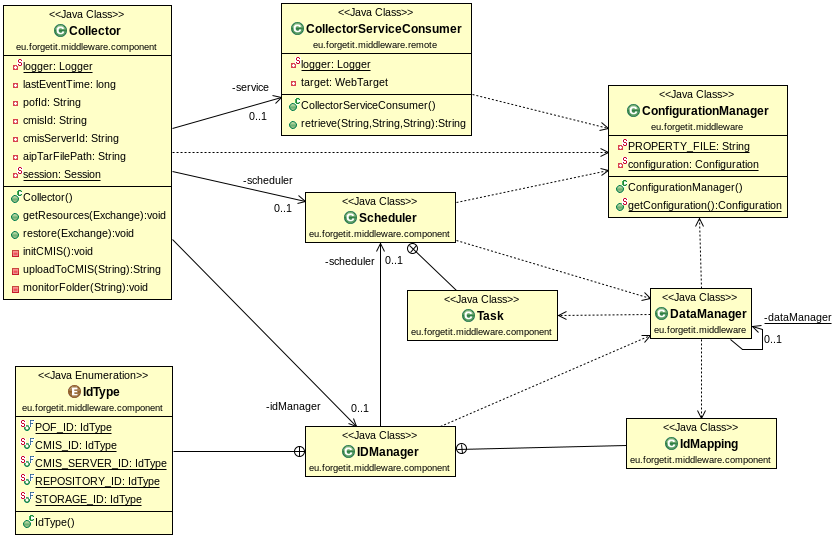 <<Java Class>>
Collector
eu.forgetit.middleware.component
logger: Logger
lastEventTime: long
pofId: String
cmisId: String
cmisServerId: String
aipTarFilePath: String
session: Session
Collector()
getResources(Exchange):void
restore(Exchange):void
initCMIS():void
uploadToCMIS(String):String
monitorFolder(String):void
-service
0..1
<<Java Class>>
CollectorServiceConsumer
eu.forgetit.middleware.remote
logger: Logger
target: WebTarget
CollectorServiceConsumer()
retrieve(String,String,String):String
<<Java Class>>
ConfigurationManager
eu.forgetit.middleware
PROPERTY_FILE: String
configuration: Configuration
ConfigurationManager()
getConfiguration():Configuration
-scheduler
0..1
<<Java Class>>
Scheduler
eu.forgetit.middleware.component
-scheduler
0..1
<<Java Class>>
Task
eu.forgetit.middleware.component
<<Java Class>>
DataManager
eu.forgetit.middleware
-dataManager
0..1
<<Java Enumeration>>
IdType
eu.forgetit.middleware.component
POF_ID: IdType
CMIS_ID: IdType
CMIS_SERVER_ID: IdType
REPOSITORY_ID: IdType
STORAGE_ID: IdType
IdType()
-idManager
0..1
<<Java Class>>
IDManager
eu.forgetit.middleware.component
<<Java Class>>
IdMapping
eu.forgetit.middleware.component